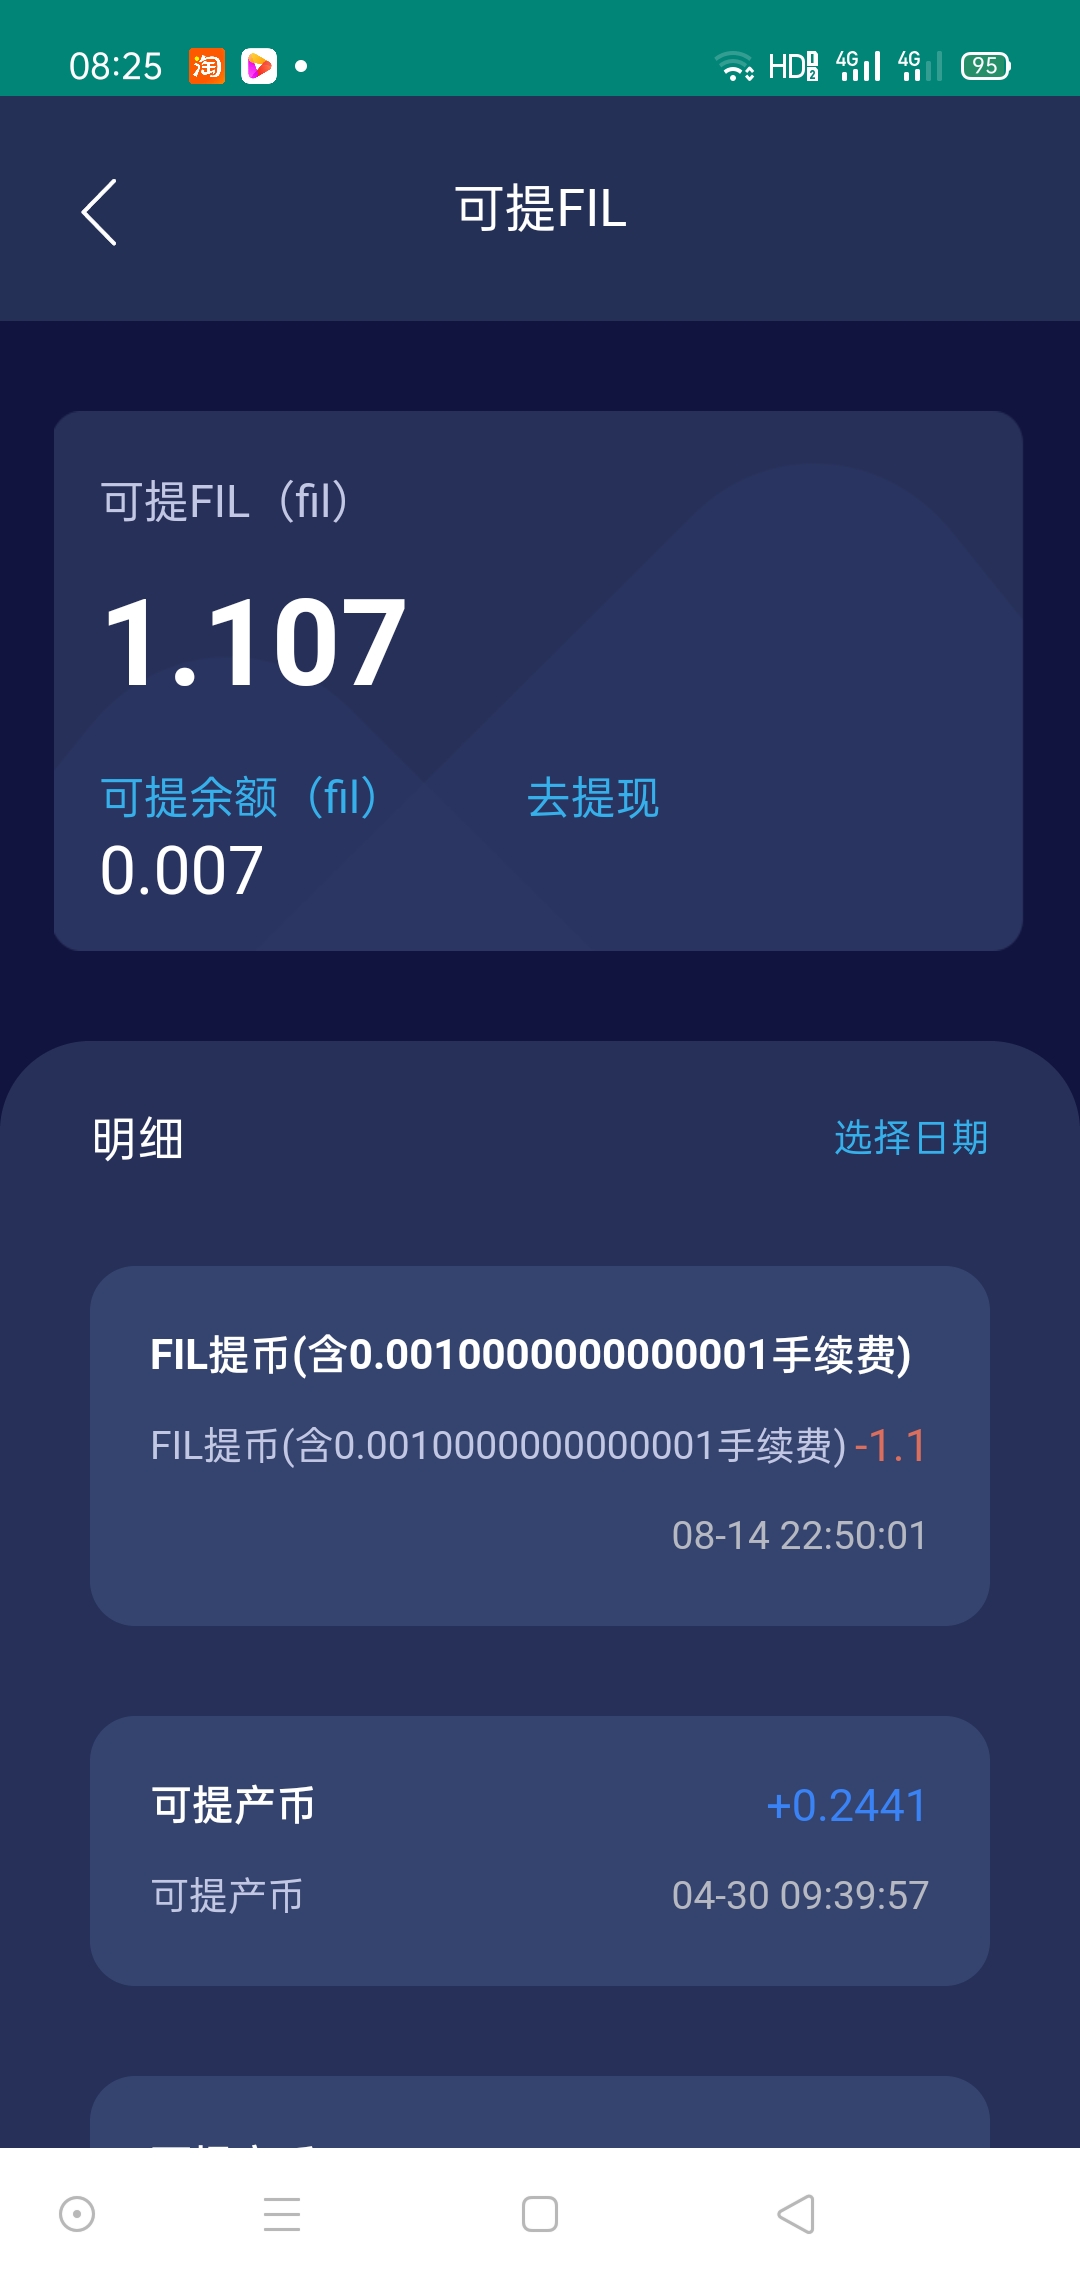 08:25 淘 HD 1 2 4G 4G 95
可提FIL
可提FIL（fil）
1.107
可提余额（fil） 去提现
0.007
明细 选择日期
FIL提币(含0.0010000000000001手续费)
FIL提币(含0.0010000000000001手续费) -1.1
08-14 22:50:01
可提产币 +0.2441
可提产币 04-30 09:39:57